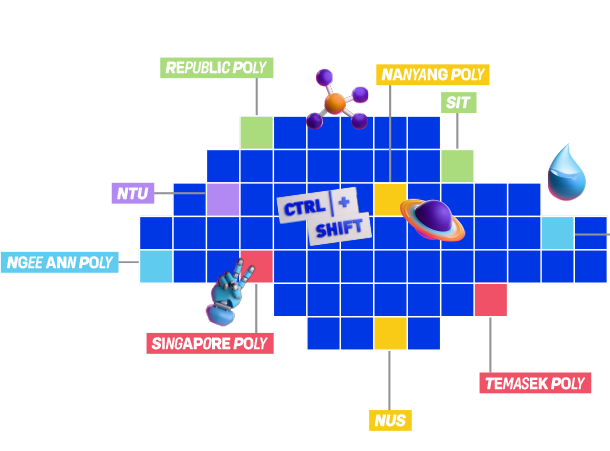 REPUBLIC POLY
NANYANG POLY
SIT
NTU
CTRL +
SHIFT
NGEE ANN POLY
SINGAPORE POLY
TEMASEK POLY
NUS